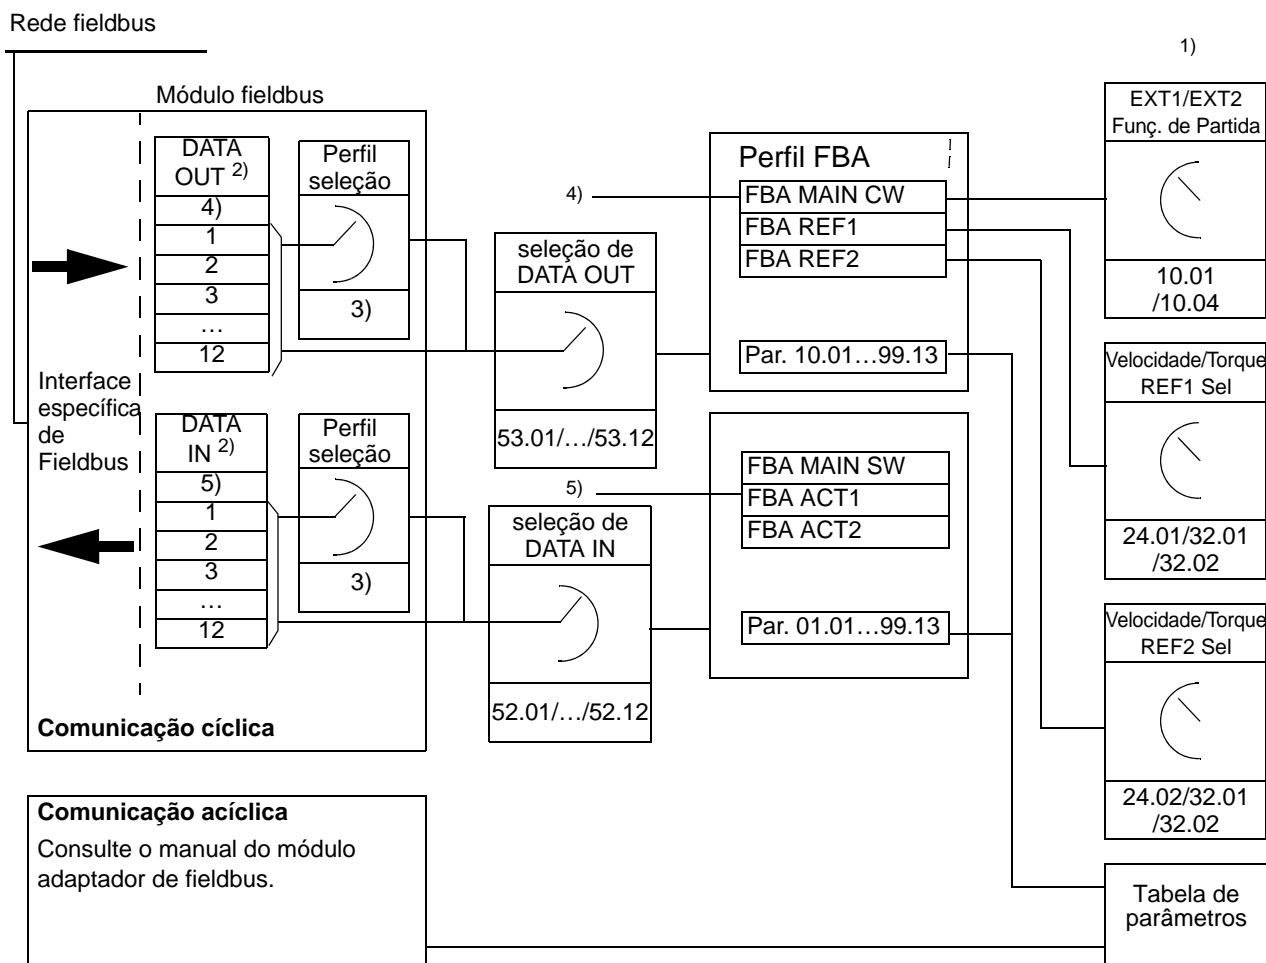 Rede fieldbus
1)
Módulo fieldbus
DATA
OUT 2)
4)
1
2
3
…
12
Perfil
seleção
3)
Interface
específica
de
Fieldbus
DATA
IN 2)
5)
1
2
3
…
12
Perfil
seleção
3)
Comunicação cíclica
seleção de
DATA OUT
53.01/…/53.12
seleção de
DATA IN
52.01/…/52.12
4)
Perfil FBA
FBA MAIN CW
FBA REF1
FBA REF2
Par. 10.01…99.13
5)
FBA MAIN SW
FBA ACT1
FBA ACT2
Par. 01.01…99.13
EXT1/EXT2
Funç. de Partida
10.01
/10.04
Velocidade/Torque
REF1 Sel
24.01/32.01
/32.02
Velocidade/Torque
REF2 Sel
24.02/32.01
/32.02
Comunicação acíclica
Consulte o manual do módulo
adaptador de fieldbus.
Tabela de
parâmetros